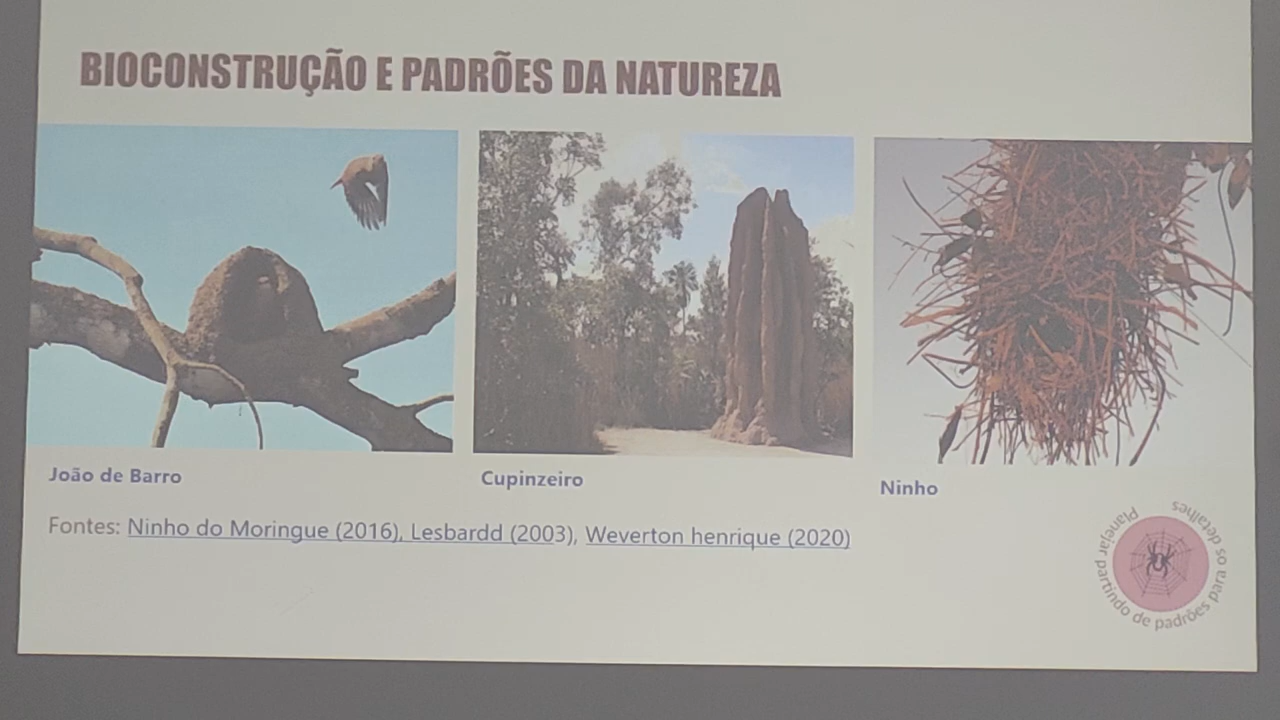 BIOCONSTRUÇÃO E PADRÕES DA NATUREZA
João de Barro
Cupinzeiro
Ninho
Fontes: Ninho do Moringue (2016), Lesbardd (2003), Weverton henrique (2020)
Planejar partindo de padrões para os detalhes